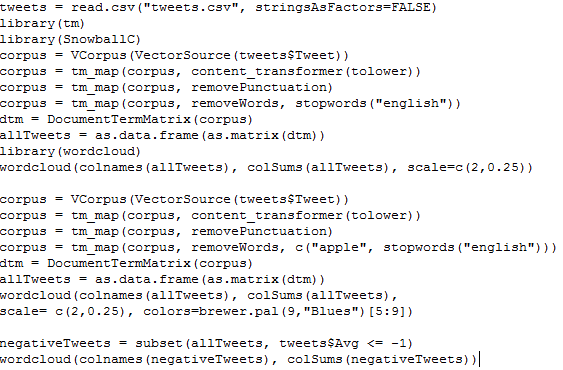 tweets = read.csv("tweets.csv", stringsAsFactors=FALSE)
library(tm)
library(SnowballC)
corpus = VCorpus(VectorSource(tweets$Tweet))
corpus = tm_map(corpus, content_transformer(tolower))
corpus = tm_map(corpus, removePunctuation)
corpus = tm_map(corpus, removeWords, stopwords("english"))
dtm = DocumentTermMatrix(corpus)
allTweets = as.data.frame(as.matrix(dtm))
library(wordcloud)
wordcloud(colnames(allTweets), colSums(allTweets), scale=c(2,0.25))

corpus = VCorpus(VectorSource(tweets$Tweet))
corpus = tm_map(corpus, content_transformer(tolower))
corpus = tm_map(corpus, removePunctuation)
corpus = tm_map(corpus, removeWords, c("apple", stopwords("english")))
dtm = DocumentTermMatrix(corpus)
allTweets = as.data.frame(as.matrix(dtm))
wordcloud(colnames(allTweets), colSums(allTweets),
scale= c(2,0.25), colors=brewer.pal(9,"Blues")[5:9])

negativeTweets = subset(allTweets, tweets$Avg <= -1)
wordcloud(colnames(negativeTweets), colSums(negativeTweets))